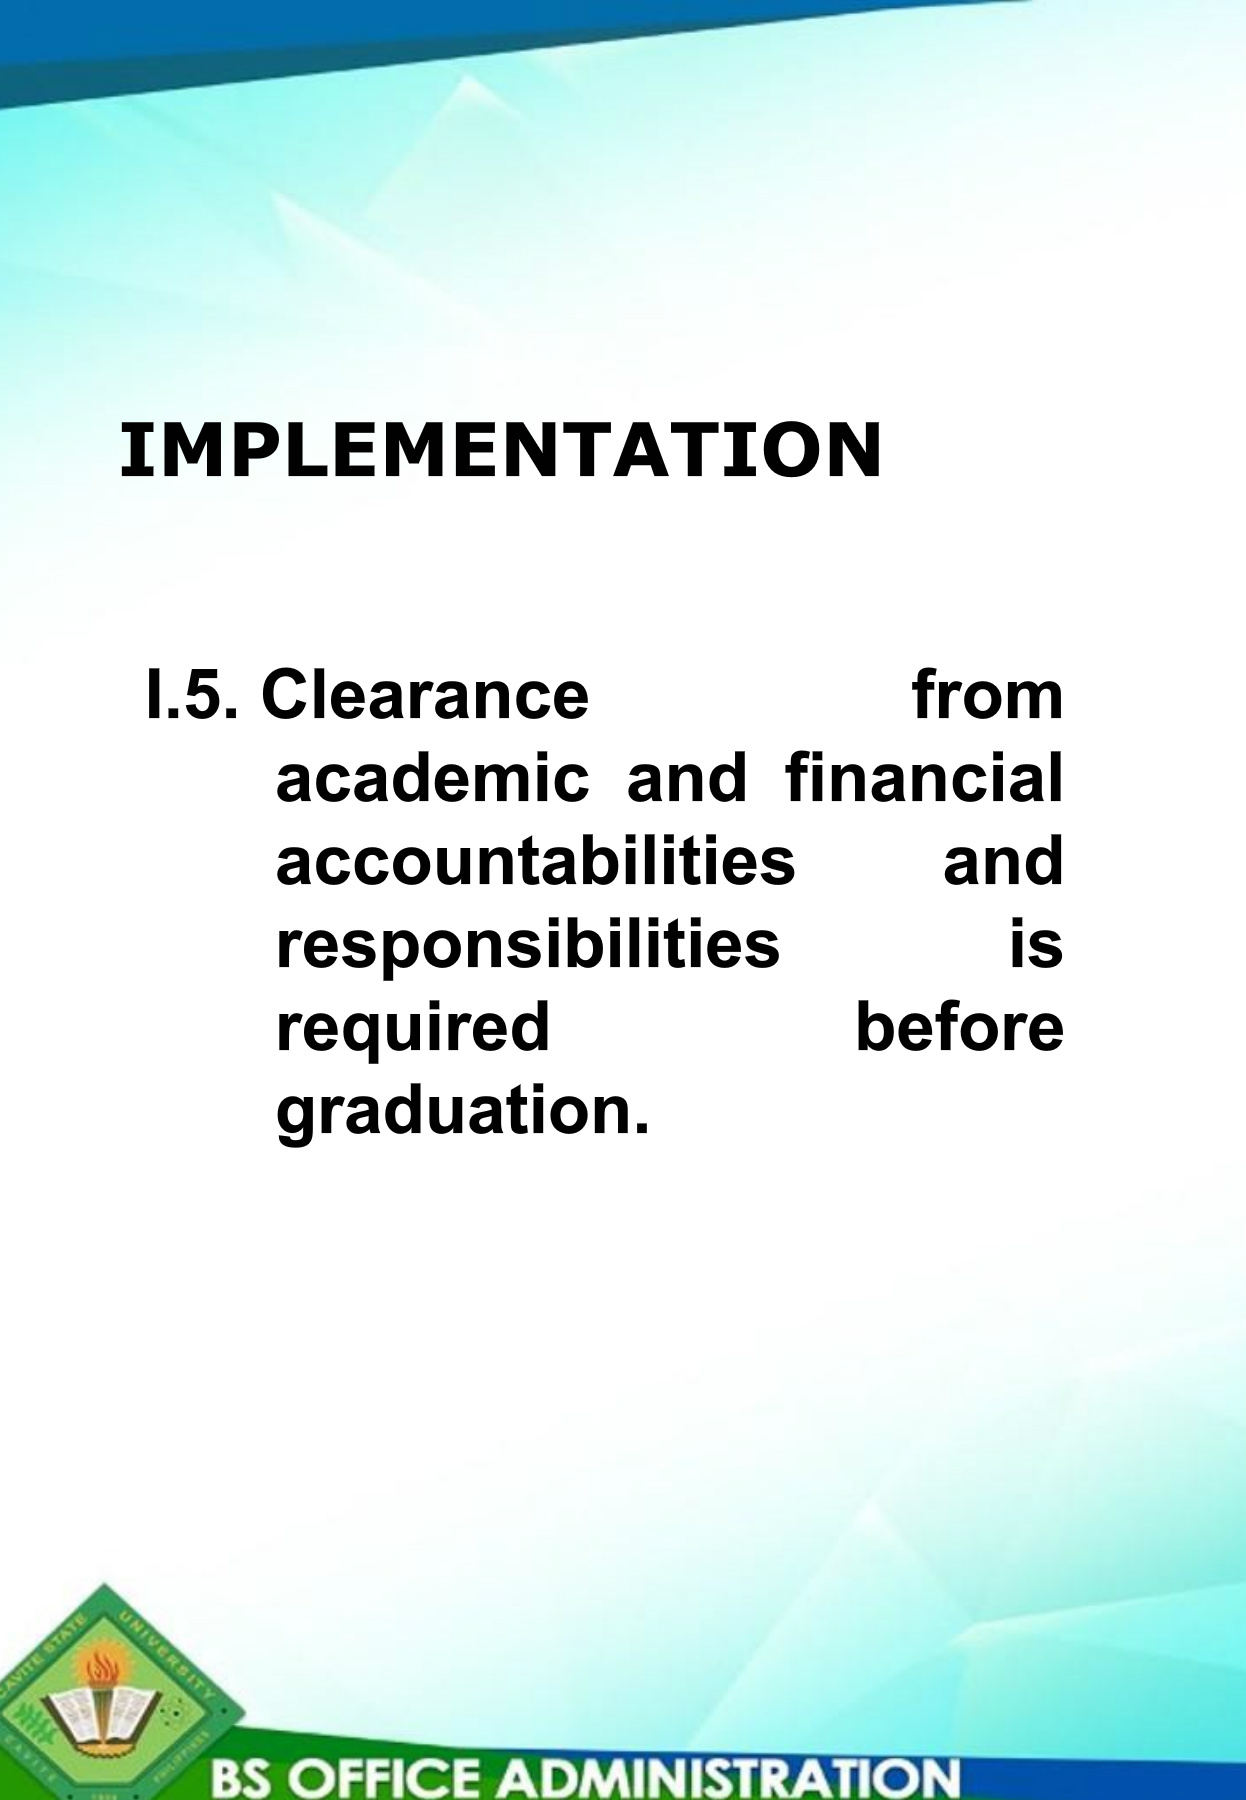 IMPLEMENTATION
I.5. Clearance from
academic and financial
accountabilities and
responsibilities is
required before
graduation.
CAVITE STATE UNIVERSITY
CAVITE PHILIPPINES
BS OFFICE ADMINISTRATION